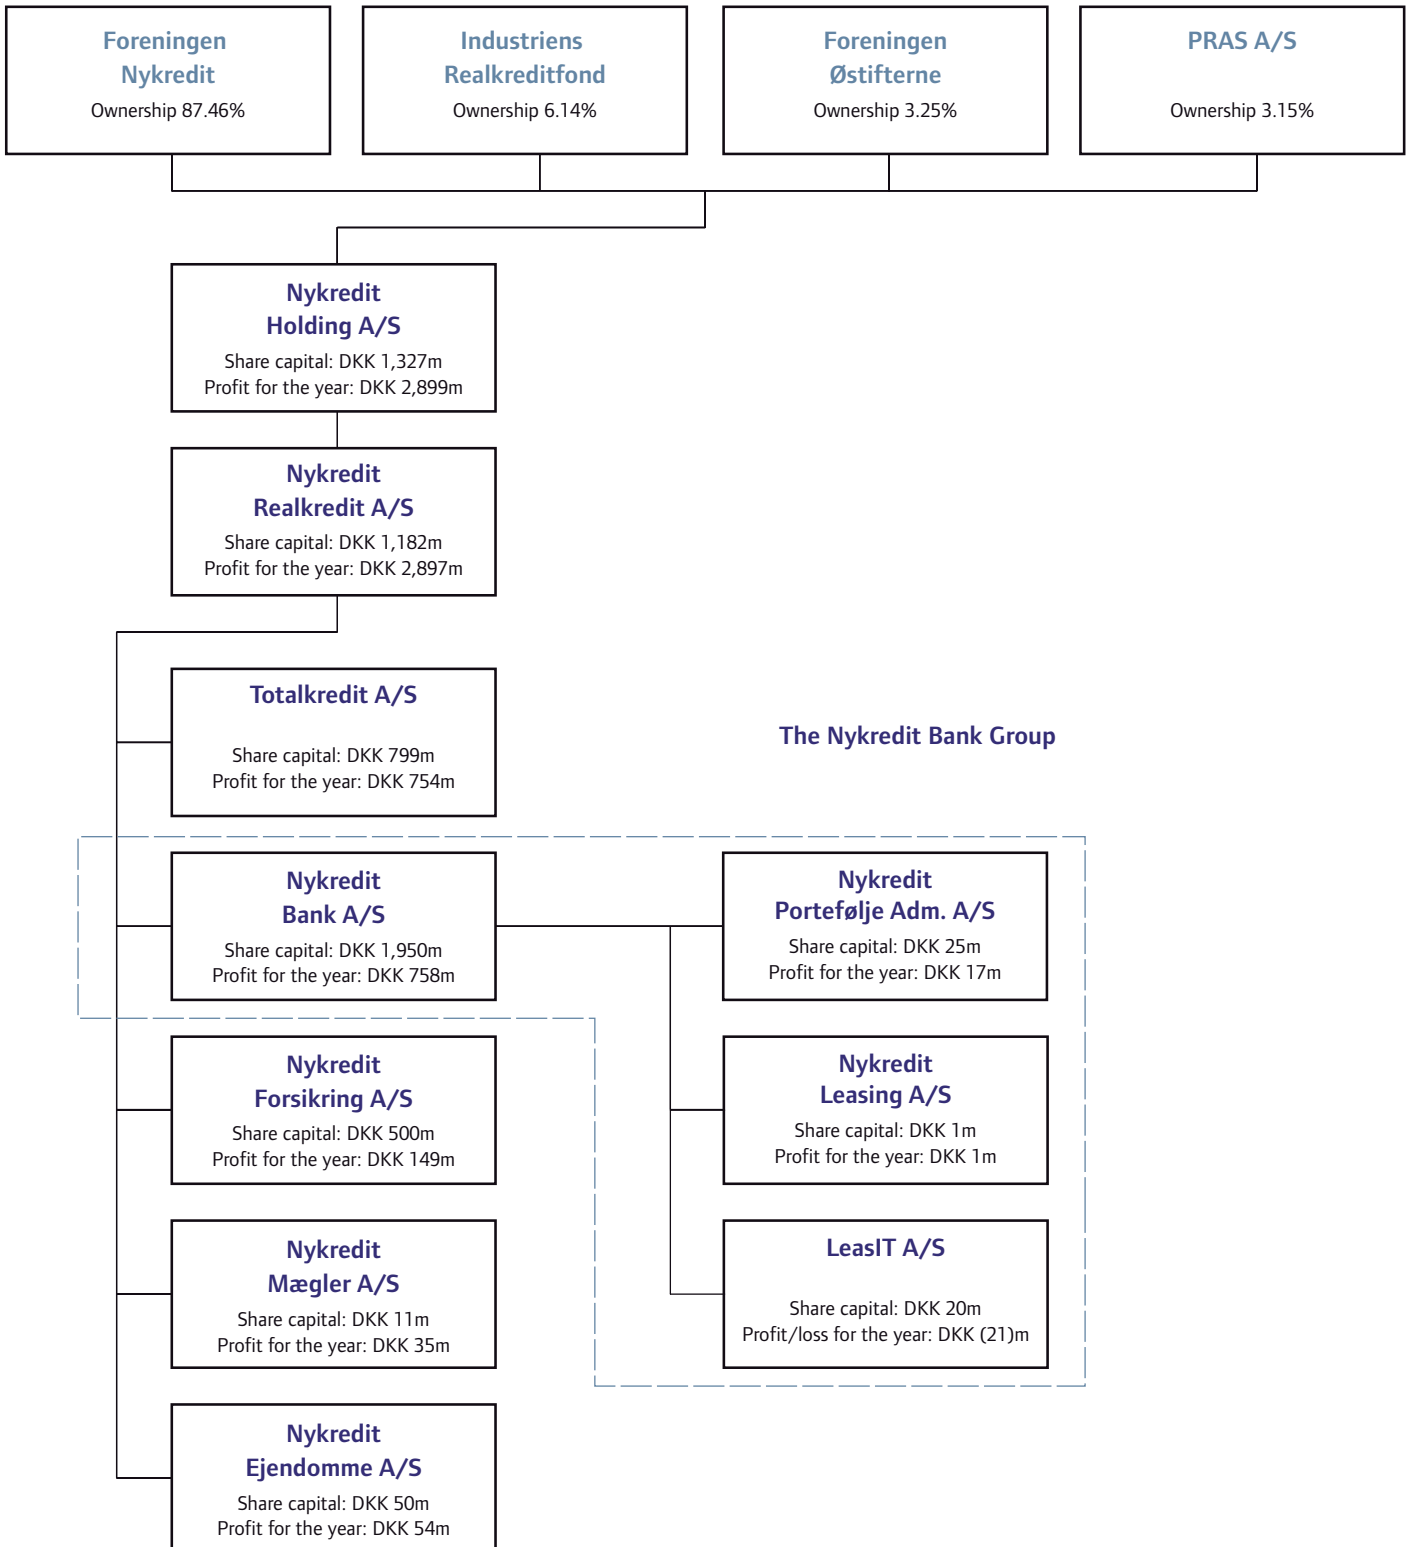 Foreningen
Nykredit
Ownership 87.46%
Industriens
Realkreditfond
Ownership 6.14%
Foreningen
Østifterne
Ownership 3.25%
PRAS A/S
Ownership 3.15%
Nykredit
Holding A/S
Share capital: DKK 1,327m
Profit for the year: DKK 2,899m
Nykredit
Realkredit A/S
Share capital: DKK 1,182m
Profit for the year: DKK 2,897m
Totalkredit A/S
Share capital: DKK 799m
Profit for the year: DKK 754m
The Nykredit Bank Group
Nykredit
Bank A/S
Share capital: DKK 1,950m
Profit for the year: DKK 758m
Nykredit
Portefølje Adm. A/S
Share capital: DKK 25m
Profit for the year: DKK 17m
Nykredit
Forsikring A/S
Share capital: DKK 500m
Profit for the year: DKK 149m
Nykredit
Leasing A/S
Share capital: DKK 1m
Profit for the year: DKK 1m
Nykredit
Mægler A/S
Share capital: DKK 11m
Profit for the year: DKK 35m
LeasIT A/S
Share capital: DKK 20m
Profit/loss for the year: DKK (21)m
Nykredit
Ejendomme A/S
Share capital: DKK 50m
Profit for the year: DKK 54m